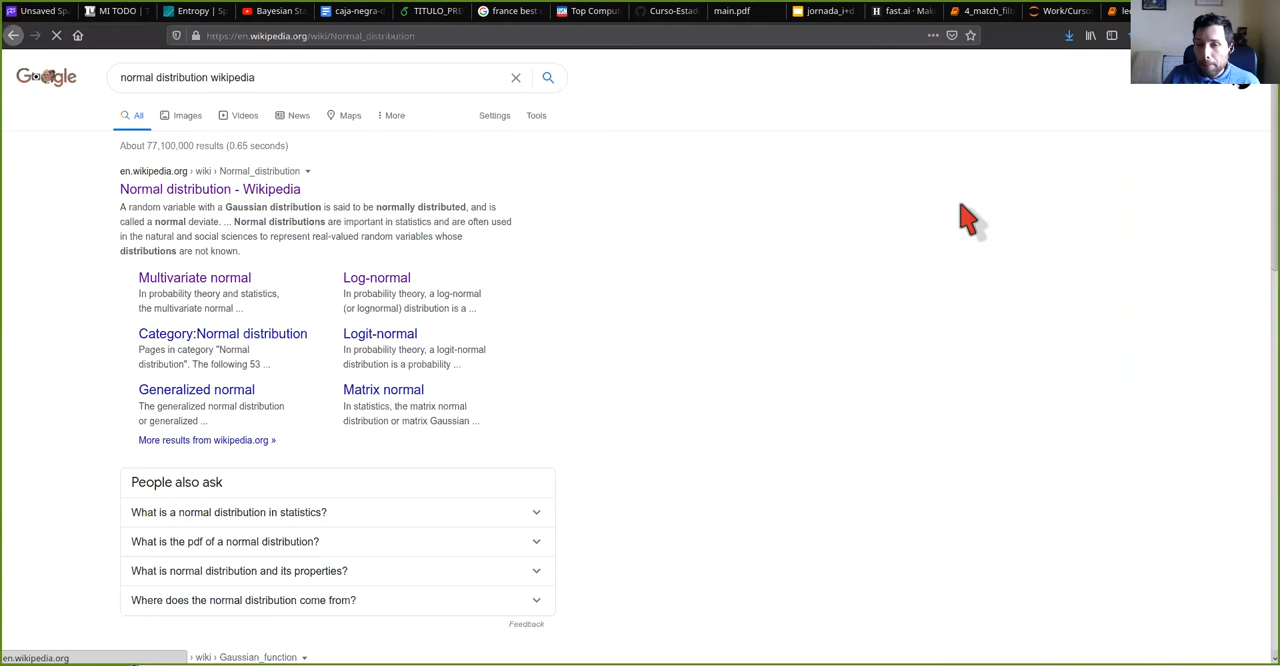 Unsaved Sp
MI TODO | T
Entropy | Sp
Bayesian Sta
caja-negra-d
TITULO_PRE
france best s
Top Comput
Curso-Estad
main.pdf
jornada_i+d
fast.ai · Mak
4_match_filt
Work/Curso
le
https://en.wikipedia.org/wiki/Normal_distribution
Google
normal distribution wikipedia
All Images Videos News Maps More Settings Tools
About 77,100,000 results (0.65 seconds)
en.wikipedia.org › wiki › Normal_distribution
Normal distribution - Wikipedia
A random variable with a Gaussian distribution is said to be normally distributed, and is
called a normal deviate. ... Normal distributions are important in statistics and are often used
in the natural and social sciences to represent real-valued random variables whose
distributions are not known.
Multivariate normal
In probability theory and statistics,
the multivariate normal ...
Log-normal
In probability theory, a log-normal
(or lognormal) distribution is a ...
Category:Normal distribution
Pages in category "Normal
distribution". The following 53 ...
Logit-normal
In probability theory, a logit-normal
distribution is a probability ...
Generalized normal
The generalized normal distribution
or generalized ...
Matrix normal
In statistics, the matrix normal
distribution or matrix Gaussian ...
More results from wikipedia.org »
People also ask
What is a normal distribution in statistics?
What is the pdf of a normal distribution?
What is normal distribution and its properties?
Where does the normal distribution come from?
Feedback
en.wikipedia.org
› wiki › Gaussian_function